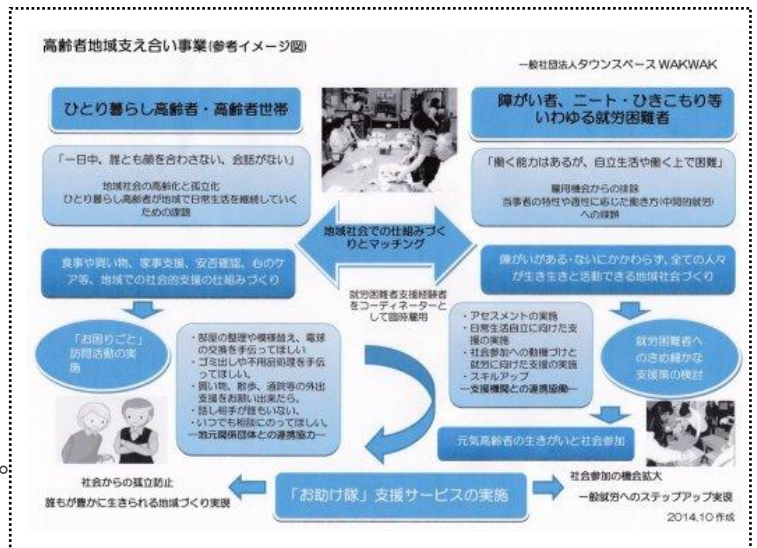 高齢者地域支え合い事業(参考イメージ図)
一般社団法人タウンスペース WAKWAK
ひとり暮らし高齢者・高齢者世帯
障がい者、ニート・ひきこもり等
いわゆる就労困難者
「一日中、誰とも顔を合わさない、会話がない」
地域社会の高齢化と孤立化
ひとり暮らし高齢者が地域で日常生活を継続していく
ための課題
「働く能力はあるが、自立生活や働く上で困難」
雇用機会からの排除
当事者の特性や適性に応じた働き方(中間的就労)
への課題
地域社会での仕組みづく
りとマッチング
食事や買い物、家事支援、安否確認、心のケ
ア等、地域での社会的支援の仕組みづくり
障がいがある・ないにかかわらず、全ての人々
が生き生きと活動できる地域社会づくり
就労困難者支援経験者
をコーディネーターと
して臨時雇用
「お困りごと」
訪問活動の実
施
・部屋の整理や模様替え、電球
の交換を手伝ってほしい
・ゴミ出しや不用品処理を手伝
ってほしい。
・買い物、散歩、通院等の外出
支援をお願い出来たら。
・話し相手が誰もいない。
・いつでも相談にのってほしい。
―地元関係団体との連携協力―
・アセスメントの実施
・日常生活自立に向けた支
援の実施
・社会参加への動機づけと
就労に向けた支援の実施
・スキルアップ
―支援機関との連携協働―
就労困難者へ
のきめ細かな
支援策の検討
元気高齢者の生きがいと社会参加
社会からの孤立防止
誰もが豊かに生きられる地域づくり実現
「お助け隊」支援サービスの実施
社会参加の機会拡大
一般就労へのステップアップ実現
2014.10 作成